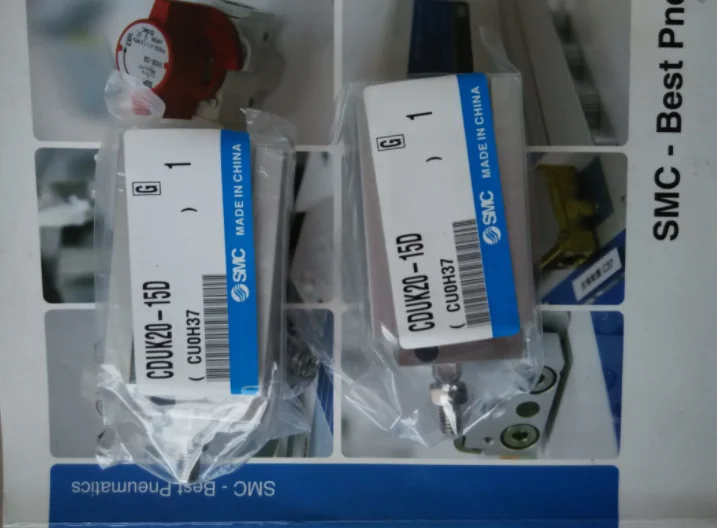 CDUK20-15D
G 1
( CU0H37 )
SMC MADE IN CHINA
CDUK20-15D
G 1
( CU0H37 )
SMC MADE IN CHINA
SMC - Best Pne
SMC - Best Pneumatics